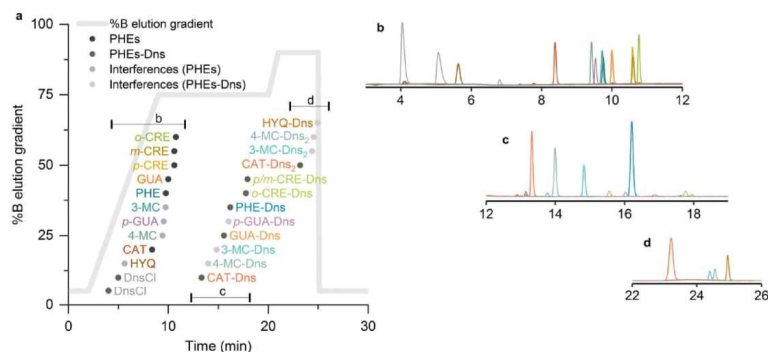 a
%B elution gradient
PHEs
PHEs-Dns
Interferences (PHEs)
Interferences (PHEs-Dns)
%B elution gradient
100
75
50
25
0
0
10
20
30
Time (min)
b
o-CRE
m-CRE
p-CRE
GUA
PHE
3-MC
p-GUA
4-MC
CAT
HYQ
DnsCl
DnsCl
d
HYQ-Dns
4-MC-Dns2
3-MC-Dns2
CAT-Dns2
p/m-CRE-Dns
o-CRE-Dns
PHE-Dns
p-GUA-Dns
GUA-Dns
3-MC-Dns
4-MC-Dns
CAT-Dns
c
b
4 6 8 10 12
c
12 14 16 18
d
22 24 26